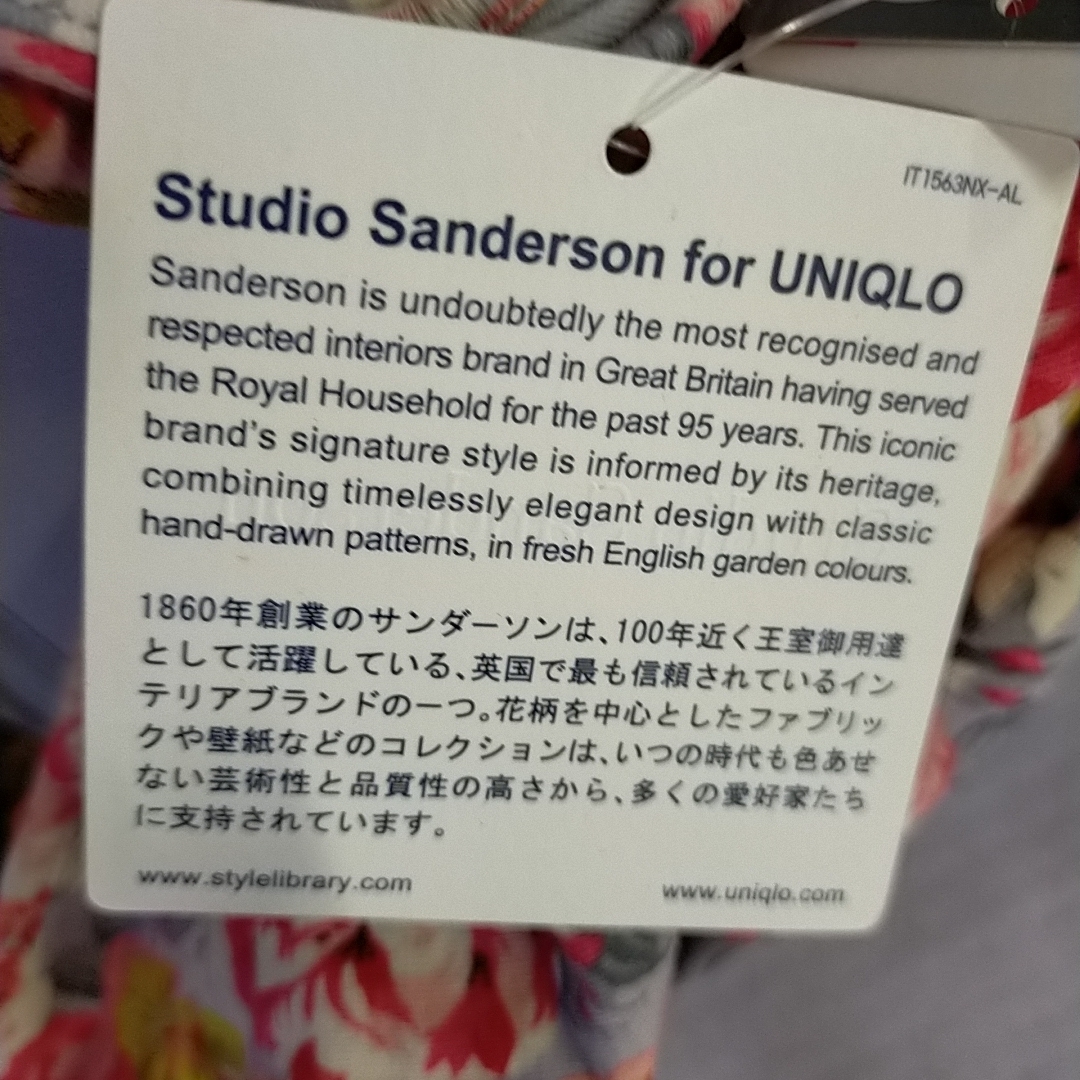 IT1563NX-AL
Studio Sanderson for UNIQLO
Sanderson is undoubtedly the most recognised and
respected interiors brand in Great Britain having served
the Royal Household for the past 95 years. This iconic
brand's signature style is informed by its heritage,
combining timelessly elegant design with classic
hand-drawn patterns, in fresh English garden colours.
1860年創業のサンダーソンは、100年近く王室御用達
として活躍している、英国で最も信頼されているイン
テリアブランドの一つ。花柄を中心としたファブリッ
クや壁紙などのコレクションは、いつの時代も色あせ
ない芸術性と品質性の高さから、多くの愛好家たち
に支持されています。
www.stylelibrary.com
www.uniqlo.com